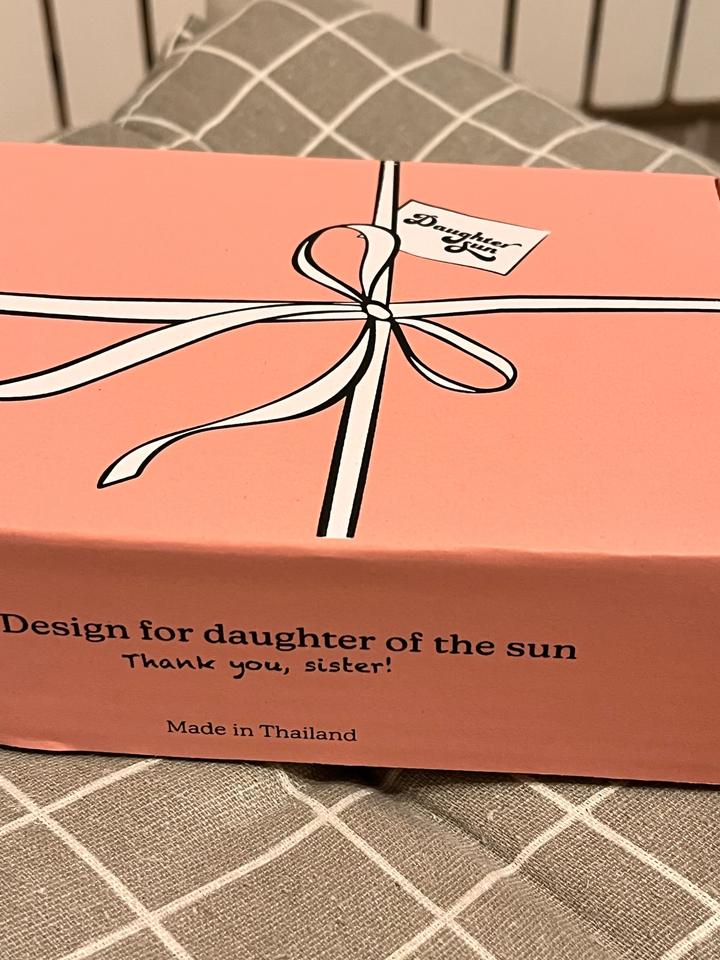 Daughter
Sun
Design for daughter of the sun
Thank you, sister!
Made in Thailand